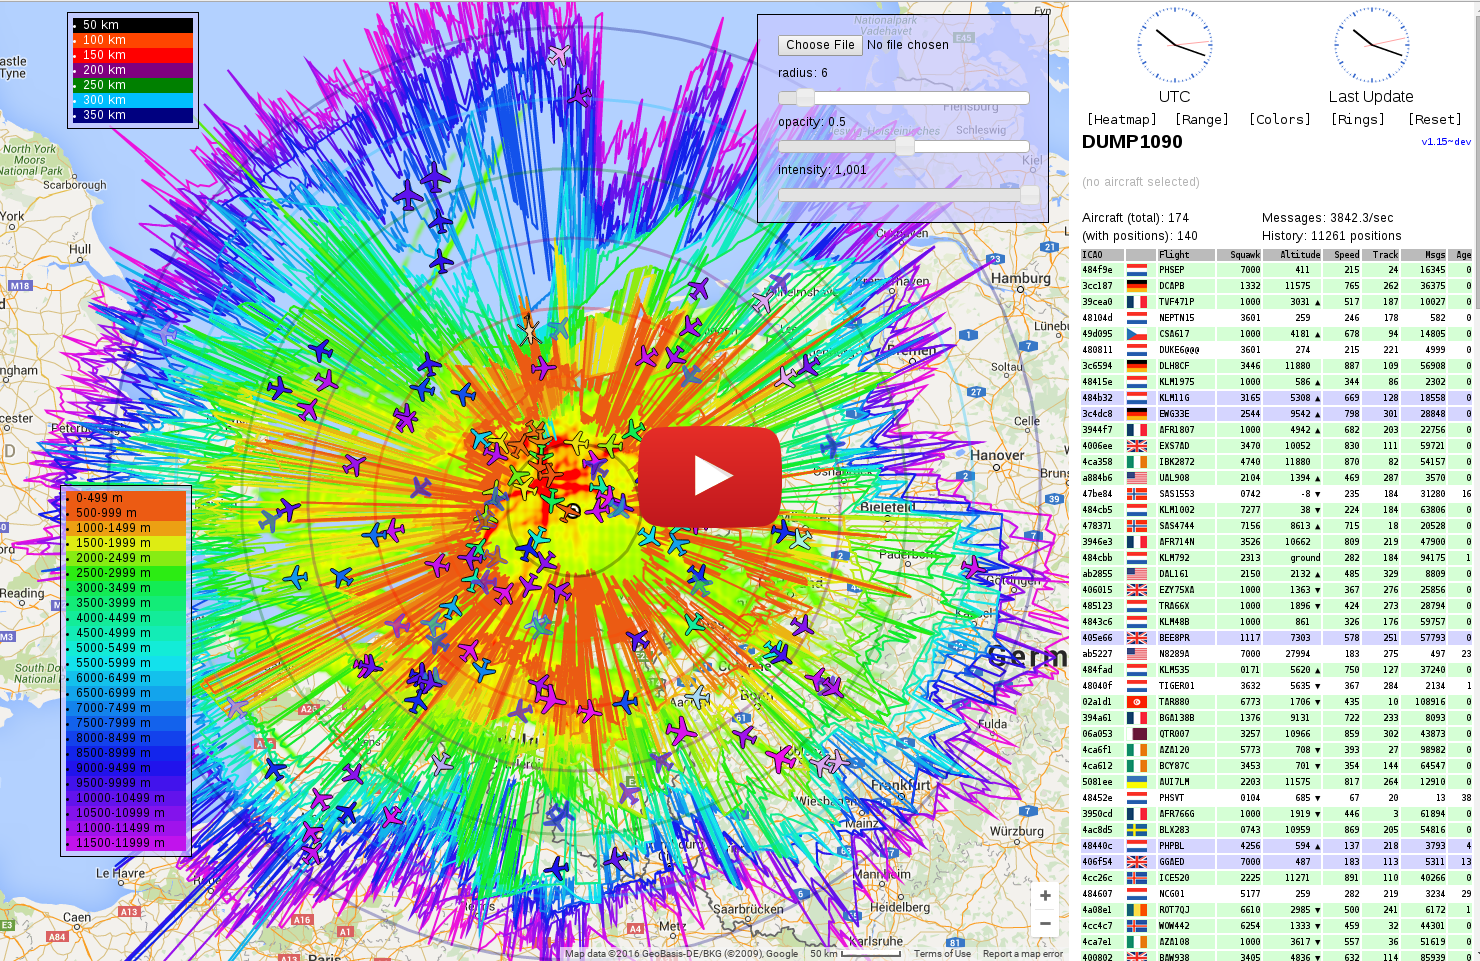 50 km
100 km
150 km
200 km
250 km
300 km
350 km
Choose File No file chosen
radius: 6
opacity: 0.5
intensity: 1,001
0-499 m
500-999 m
1000-1499 m
1500-1999 m
2000-2499 m
2500-2999 m
3000-3499 m
3500-3999 m
4000-4499 m
4500-4999 m
5000-5499 m
5500-5999 m
6000-6499 m
6500-6999 m
7000-7499 m
7500-7999 m
8000-8499 m
8500-8999 m
9000-9499 m
9500-9999 m
10000-10499 m
10500-10999 m
11000-11499 m
11500-11999 m
Nationalpark
Vadehavet
E45
Flensburg
Schleswig
Kiel
North York
Moors
National Park
Scarborough
York
Hull
M18
Cuxhaven
21
23
Hamburg
1
7
Bremen
Soltau
27
Celle
Hanover
2
39
Bielefeld
Paderborn
Göttingen
Kassel
Reading
M3
Fulda
Frankfurt
Wiesbaden
Mainz
Würzburg
Mannheim
Heidelberg
Saarbrücken
Metz
Karlsruhe
Le Havre
Caen
A13
A84
A16
A1
A4
Paris
E3
61
63
6
81
Map data ©2016 GeoBasis-DE/BKG (©2009), Google
50 km
Terms of Use
Report a map error
UTC
Last Update
[Heatmap] [Range] [Colors] [Rings] [Reset]
DUMP1090 v1.15~dev
(no aircraft selected)
Aircraft (total): 174 Messages: 3842.3/sec
(with positions): 140 History: 11261 positions
ICAO Flight Squawk Altitude Speed Track Msgs Age
484f9e PHSEP 7000 411 215 24 16345 0
3cc187 DCAPB 1332 11575 765 262 36375 0
39cea0 TVF471P 1000 3031 ▲ 517 187 10027 0
48104d NEPTN15 3601 259 246 178 582 0
49d095 CSA617 1000 4181 ▲ 678 94 14805 0
480811 DUKE6@@@ 3601 274 215 221 4999 0
3c6594 DLH8CF 3446 11880 887 109 56908 0
48415e KLM1975 1000 586 ▲ 344 86 2302 0
484b32 KLM11G 3165 5308 ▲ 669 128 18558 0
3c4dc8 EWG33E 2544 9542 ▲ 798 301 28848 0
3944f7 AFR1807 1000 4942 ▲ 682 203 22756 0
4006ee EXS7AD 3470 10052 830 111 59721 0
4ca358 IBK2872 4740 11880 870 82 54157 0
a884b6 UAL908 2104 1394 ▲ 469 287 3570 0
47be84 SAS1553 0742 -8 ▼ 235 184 31280 16
484cb5 KLM1002 7277 38 ▼ 224 184 63806 0
478371 SAS4744 7156 8613 ▲ 715 18 20528 0
3946e3 AFR714N 3526 10662 809 219 47900 0
484cbb KLM792 2313 ground 282 184 94175 1
ab2855 DAL161 2150 2132 ▲ 485 329 8809 0
406015 EZY75XA 1000 1363 ▼ 367 276 25856 0
485123 TRA66X 1000 1896 ▼ 424 273 28794 0
4843c6 KLM48B 1000 861 326 176 59757 0
405e66 BEE8PR 1117 7303 578 251 57793 0
ab5227 N8289A 7000 27994 183 275 497 23
484fad KLM535 0171 5620 ▲ 750 127 37240 0
48040f TIGER01 3632 5635 ▼ 367 284 2134 1
02a1d1 TAR880 6773 1706 ▼ 435 10 108916 0
394a61 BGA138B 1376 9131 722 233 8093 0
06a053 QTR007 3257 10966 859 302 43873 0
4ca6f1 AZA120 5773 708 ▼ 393 27 98982 0
4ca612 BCY87C 3453 701 ▼ 354 144 64547 0
5081ee AUI7LM 2203 11575 817 264 12910 0
48452e PHSVT 0104 685 ▼ 67 20 13 38
3950cd AFR766G 1000 1919 ▼ 446 3 61894 0
4ac8d5 BLX283 0743 10959 869 205 54816 0
48440c PHPBL 4256 594 ▲ 137 218 3793 4
406f54 GGAED 7000 487 183 113 5311 13
4cc26c ICE520 2225 11271 891 110 40266 0
484607 NCG01 5177 259 282 219 3234 29
4a08e1 ROT7QJ 6610 2985 ▼ 500 241 6172 1
4cc4c7 WOW442 6254 1333 ▼ 459 32 44301 0
4ca7e1 AZA108 1000 3617 ▼ 557 36 51619 0
400802 BAW938 3405 4836 ▼ 632 114 85939 0